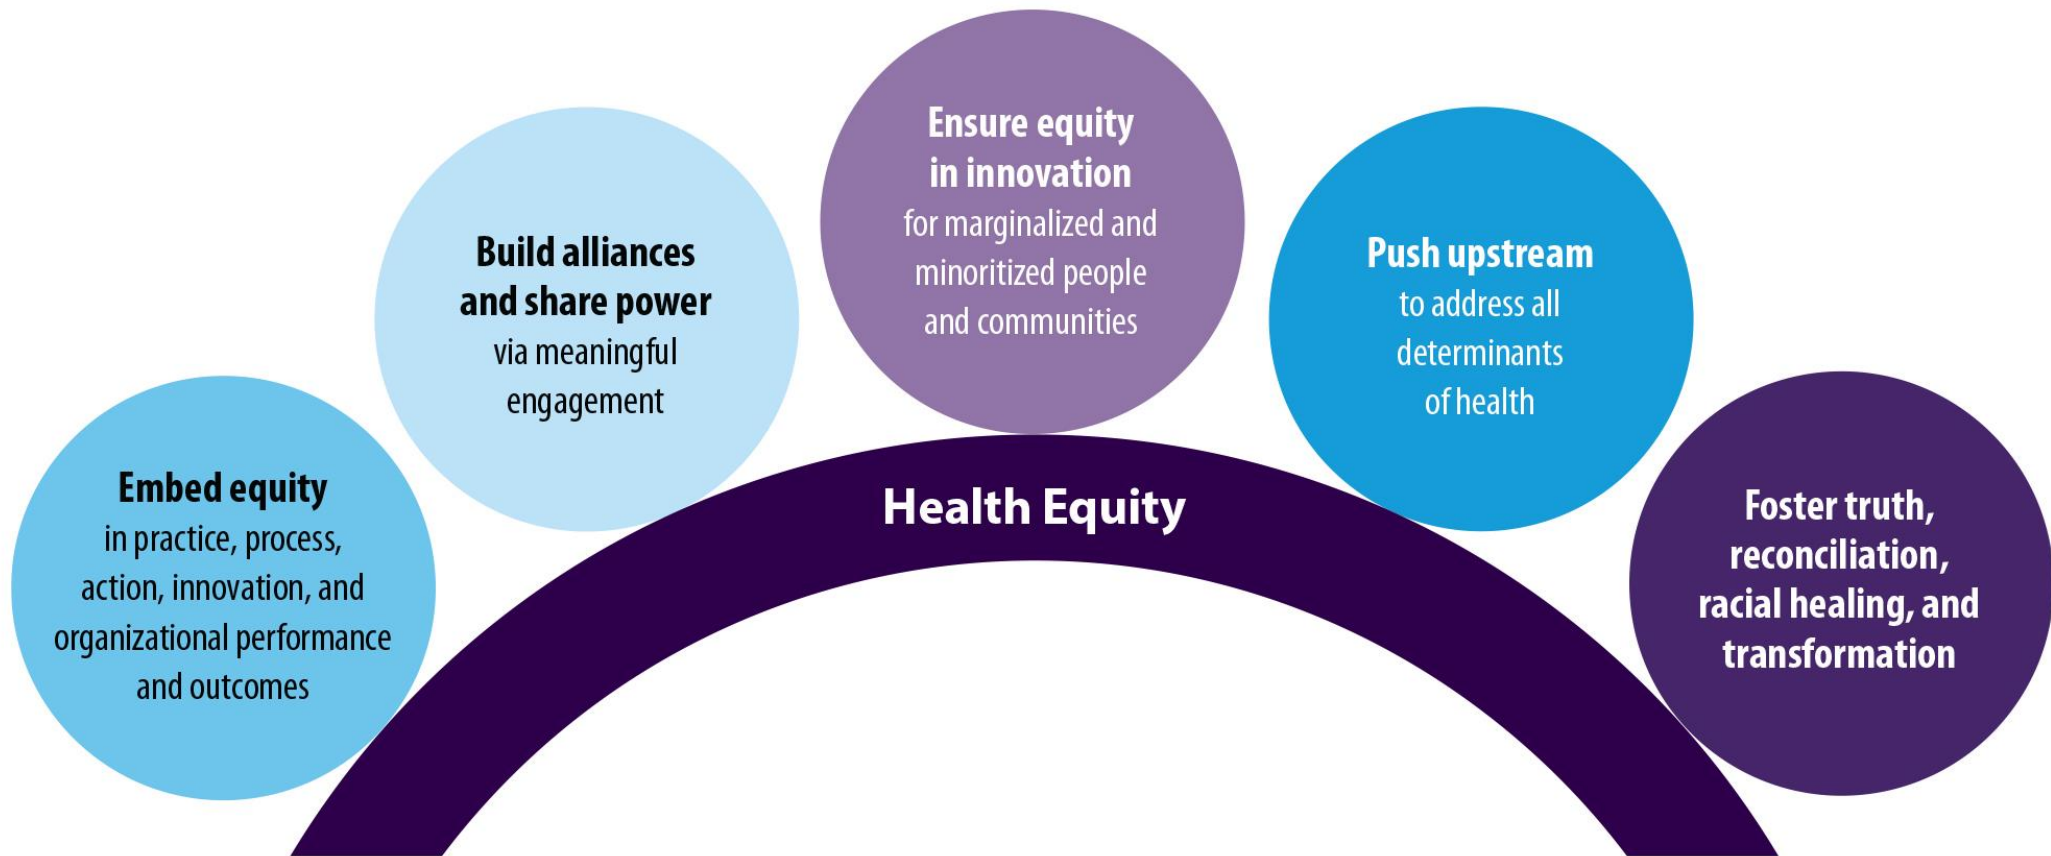 Embed equity
in practice, process,
action, innovation, and
organizational performance
and outcomes
Build alliances
and share power
via meaningful
engagement
Ensure equity
in innovation
for marginalized and
minoritized people
and communities
Push upstream
to address all
determinants
of health
Foster truth,
reconciliation,
racial healing, and
transformation
Health Equity